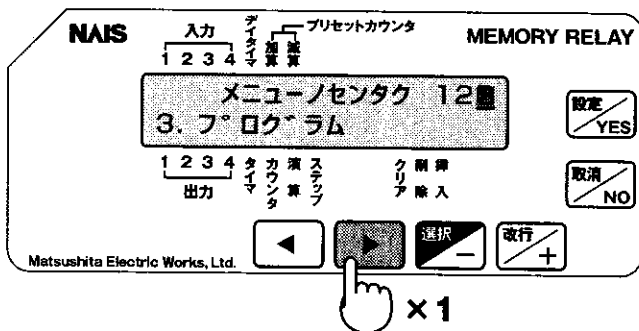 NAIS
MEMORY RELAY
入力
デイタイマ
加算
減算
プリセットカウンタ
1 2 3 4
メニューノセンタク 12
3. プログラム
1 2 3 4
出力
タイマ
カウンタ
演算
ステップ
クリア
削除
挿入
設定/YES
取消/NO
◀
▶
選択/−
改行/+
Matsushita Electric Works, Ltd.
×1